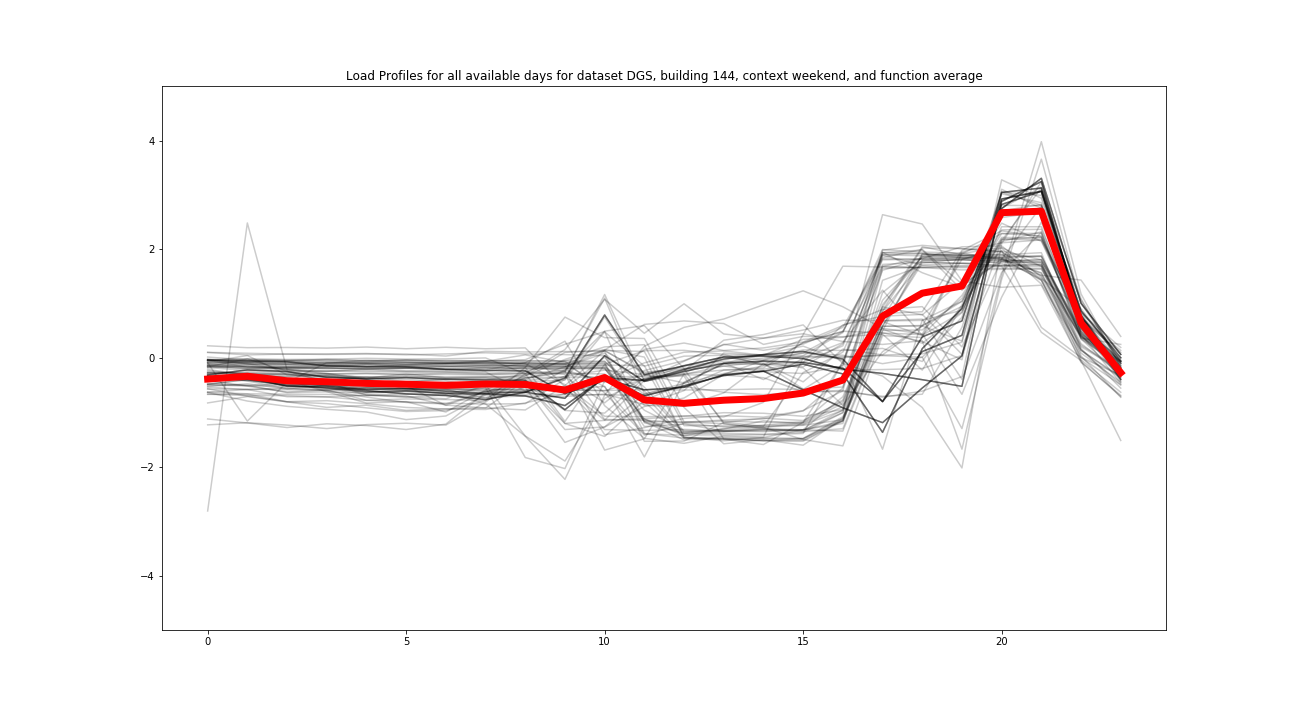 Load Profiles for all available days for dataset DGS, building 144, context weekend, and function average
4
2
0
−2
−4
0 5 10 15 20